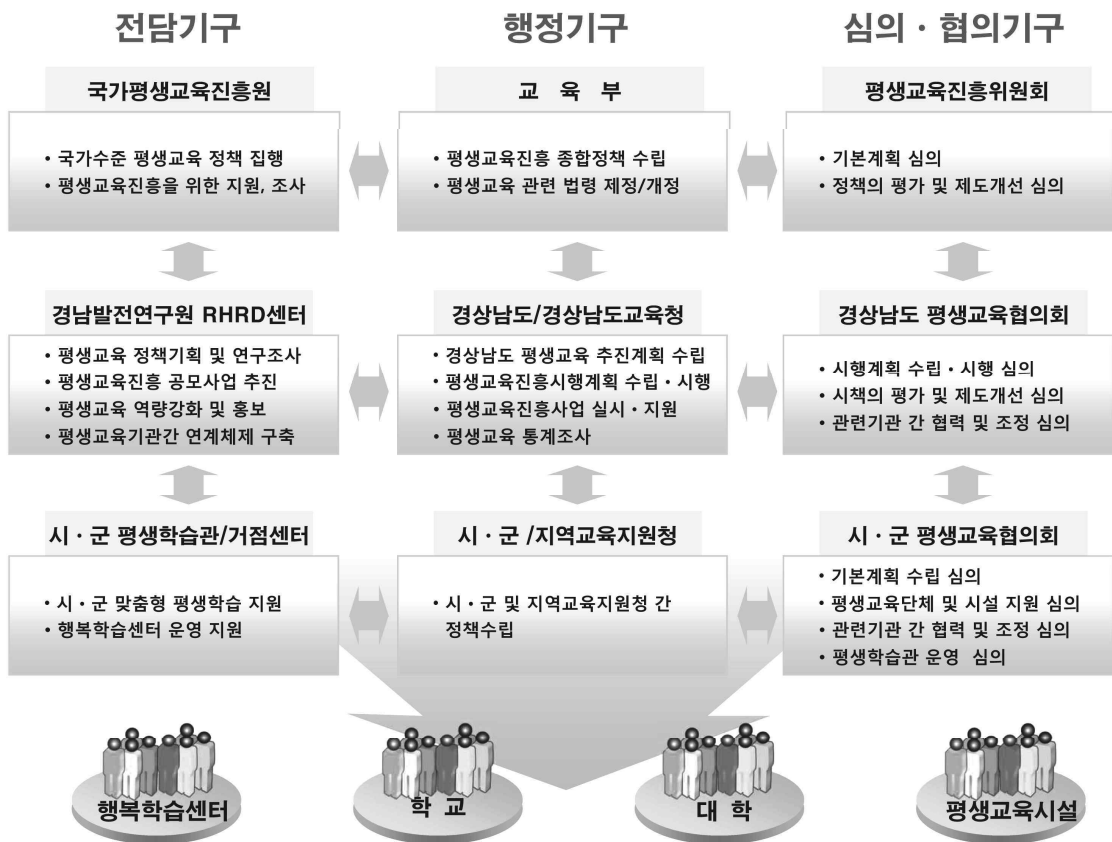 전담기구
행정기구
심의 · 협의기구
국가평생교육진흥원
• 국가수준 평생교육 정책 집행
• 평생교육진흥을 위한 지원, 조사
교 육 부
• 평생교육진흥 종합정책 수립
• 평생교육 관련 법령 제정/개정
평생교육진흥위원회
• 기본계획 심의
• 정책의 평가 및 제도개선 심의
경남발전연구원 RHRD센터
• 평생교육 정책기획 및 연구조사
• 평생교육진흥 공모사업 추진
• 평생교육 역량강화 및 홍보
• 평생교육기관간 연계체제 구축
경상남도/경상남도교육청
• 경상남도 평생교육 추진계획 수립
• 평생교육진흥시행계획 수립 · 시행
• 평생교육진흥사업 실시 · 지원
• 평생교육 통계조사
경상남도 평생교육협의회
• 시행계획 수립 · 시행 심의
• 시책의 평가 및 제도개선 심의
• 관련기관 간 협력 및 조정 심의
시 · 군 평생학습관/거점센터
• 시 · 군 맞춤형 평생학습 지원
• 행복학습센터 운영 지원
시 · 군 /지역교육지원청
• 시 · 군 및 지역교육지원청 간
정책수립
시 · 군 평생교육협의회
• 기본계획 수립 심의
• 평생교육단체 및 시설 지원 심의
• 관련기관 간 협력 및 조정 심의
• 평생학습관 운영 심의
행복학습센터
학 교
대 학
평생교육시설